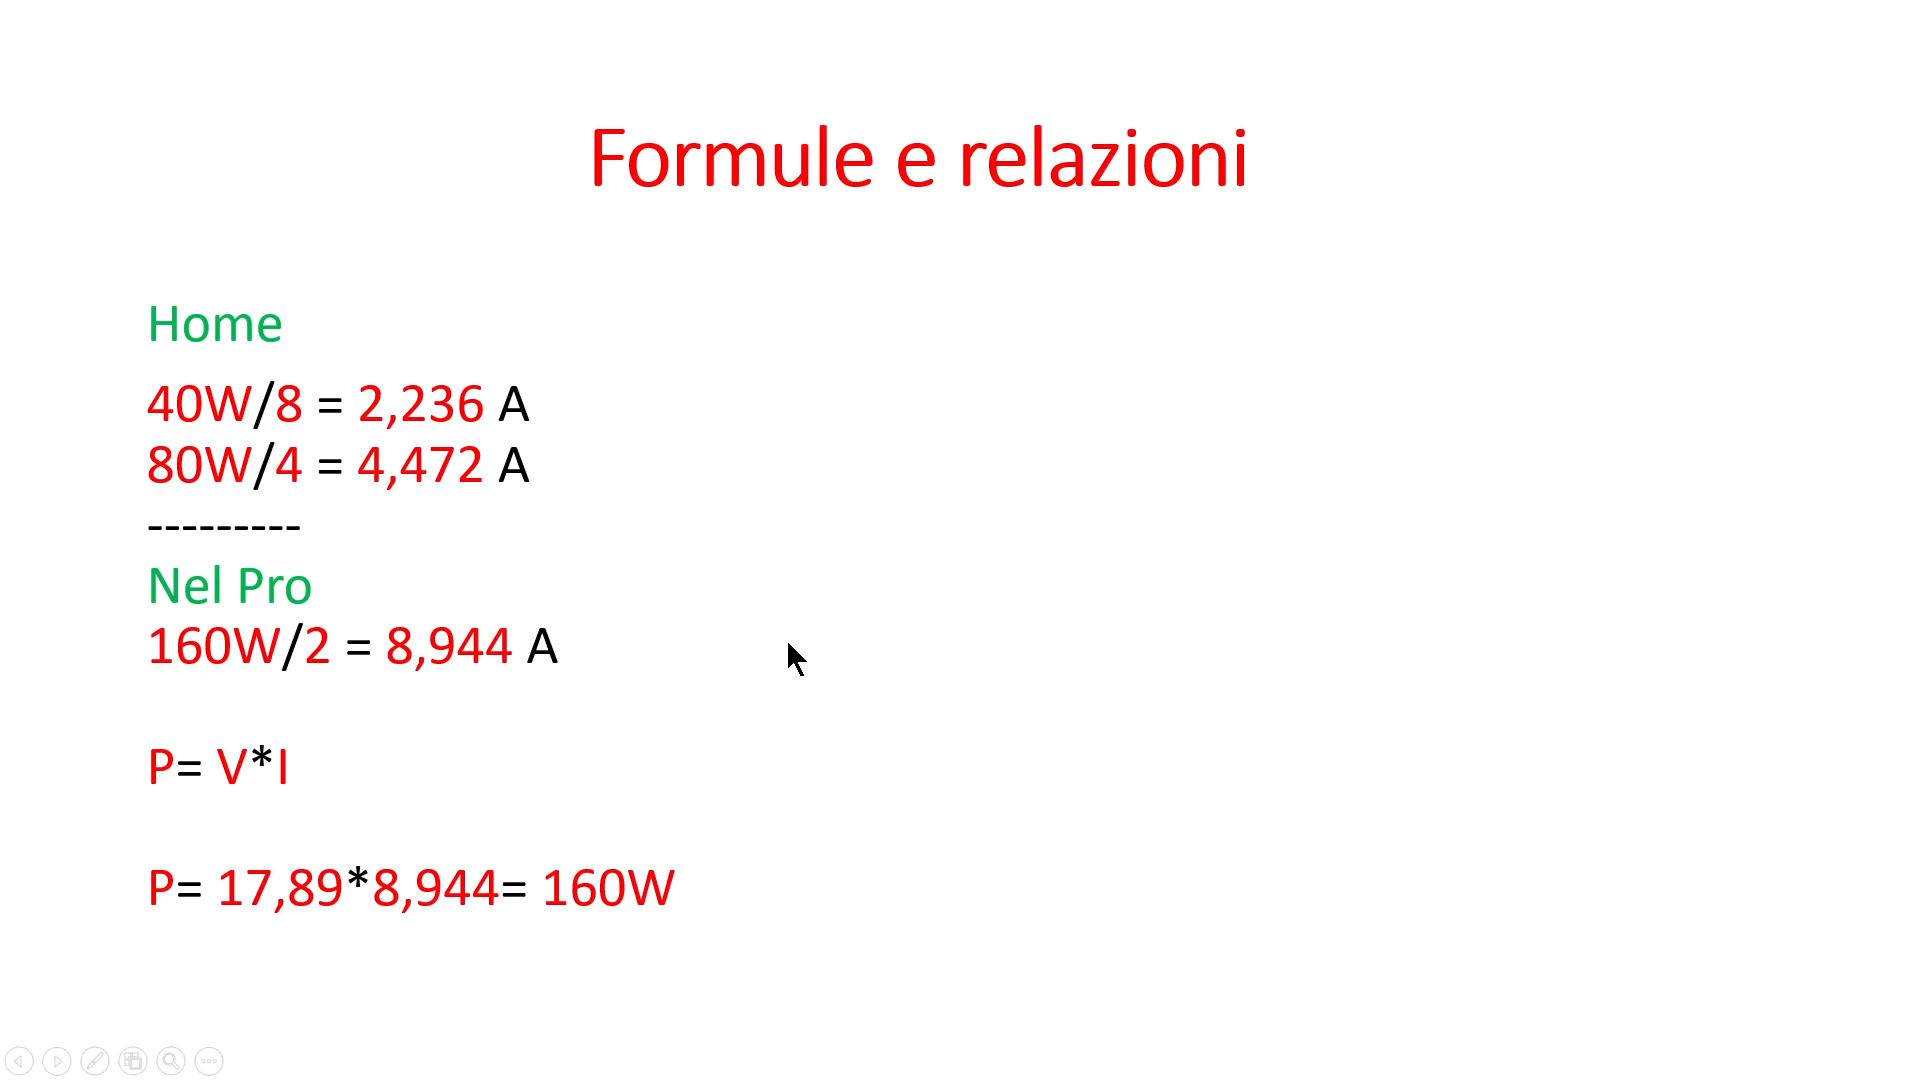 Formule e relazioni
Home
40W/8 = 2,236 A
80W/4 = 4,472 A
---------
Nel Pro
160W/2 = 8,944 A
P= V*I
P= 17,89*8,944= 160W